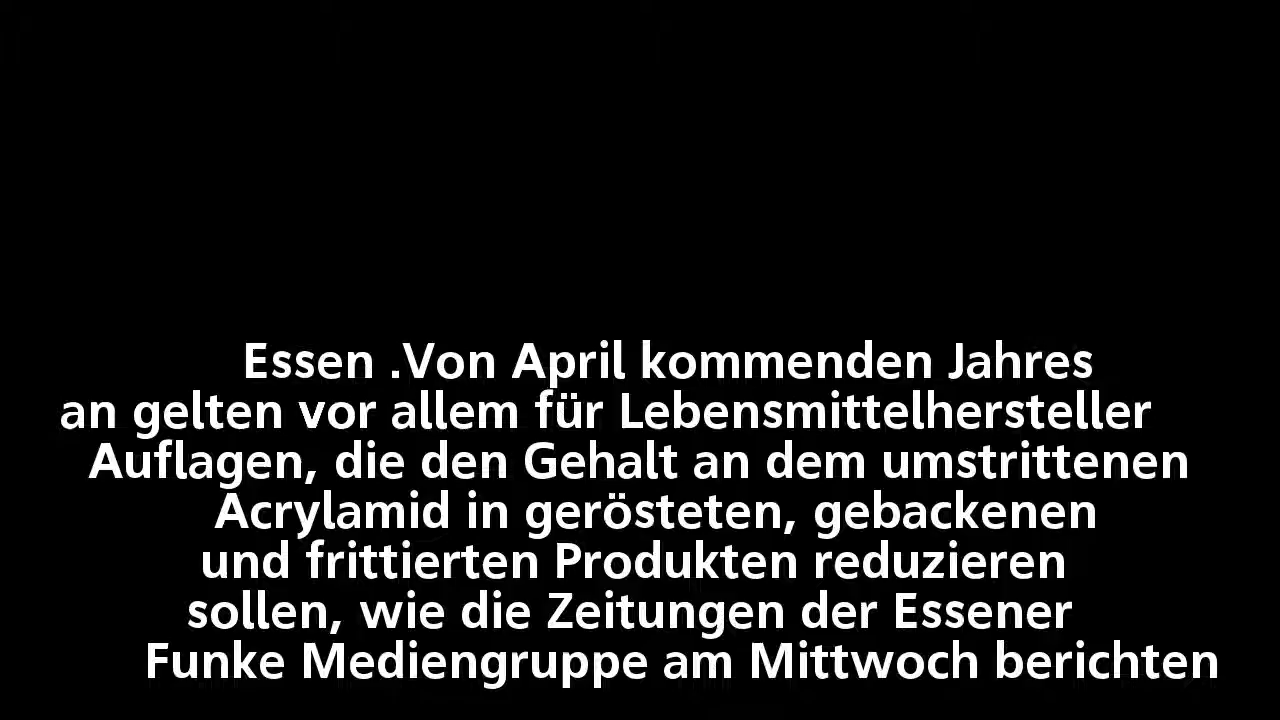 Essen .Von April kommenden Jahres
an gelten vor allem für Lebensmittelhersteller
Auflagen, die den Gehalt an dem umstrittenen
Acrylamid in gerösteten, gebackenen
und frittierten Produkten reduzieren
sollen, wie die Zeitungen der Essener
Funke Mediengruppe am Mittwoch berichten